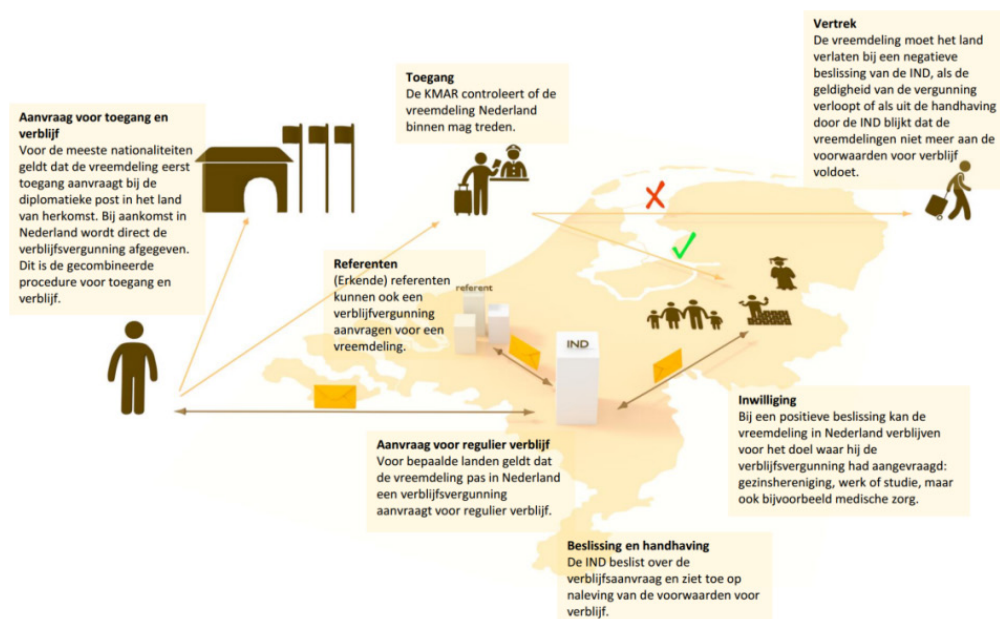 Vertrek
De vreemdeling moet het land
verlaten bij een negatieve
beslissing van de IND, als de
geldigheid van de vergunning
verloopt of als uit de handhaving
door de IND blijkt dat de
vreemdelingen niet meer aan de
voorwaarden voor verblijf
voldoet.
Toegang
De KMAR controleert of de
vreemdeling Nederland
binnen mag treden.
Aanvraag voor toegang en
verblijf
Voor de meeste nationaliteiten
geldt dat de vreemdeling eerst
toegang aanvraagt bij de
diplomatieke post in het land
van herkomst. Bij aankomst in
Nederland wordt direct de
verblijfsvergunning afgegeven.
Dit is de gecombineerde
procedure voor toegang en
verblijf.
Referenten
(Erkende) referenten
kunnen ook een
verblijfvergunning
aanvragen voor een
vreemdeling.
referent
IND
Inwilliging
Bij een positieve beslissing kan de
vreemdeling in Nederland verblijven
voor het doel waar hij de
verblijfsvergunning had aangevraagd:
gezinshereniging, werk of studie, maar
ook bijvoorbeeld medische zorg.
Aanvraag voor regulier verblijf
Voor bepaalde landen geldt dat
de vreemdeling pas in Nederland
een verblijfsvergunning
aanvraagt voor regulier verblijf.
Beslissing en handhaving
De IND beslist over de
verblijfsaanvraag en ziet toe op
naleving van de voorwaarden voor
verblijf.